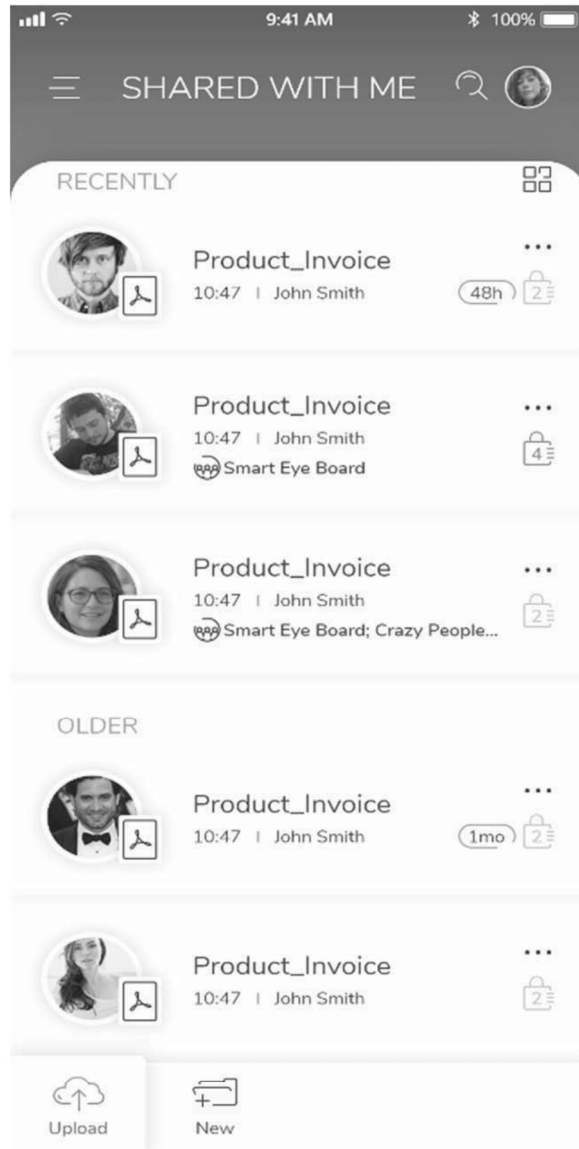 9:41 AM 100%
SHARED WITH ME
RECENTLY
Product_Invoice
10:47 | John Smith 48h 2
Product_Invoice
10:47 | John Smith 4
Smart Eye Board
Product_Invoice
10:47 | John Smith 2
Smart Eye Board; Crazy People...
OLDER
Product_Invoice
10:47 | John Smith 1mo 2
Product_Invoice
10:47 | John Smith 2
Upload New